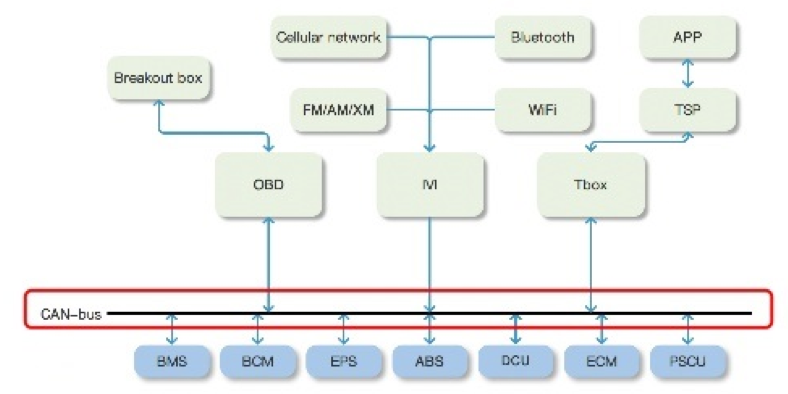 Cellular network
Bluetooth
APP
Breakout box
FM/AM/XM
WiFi
TSP
OBD
IVI
Tbox
CAN-bus
BMS
BCM
EPS
ABS
DCU
ECM
PSCU